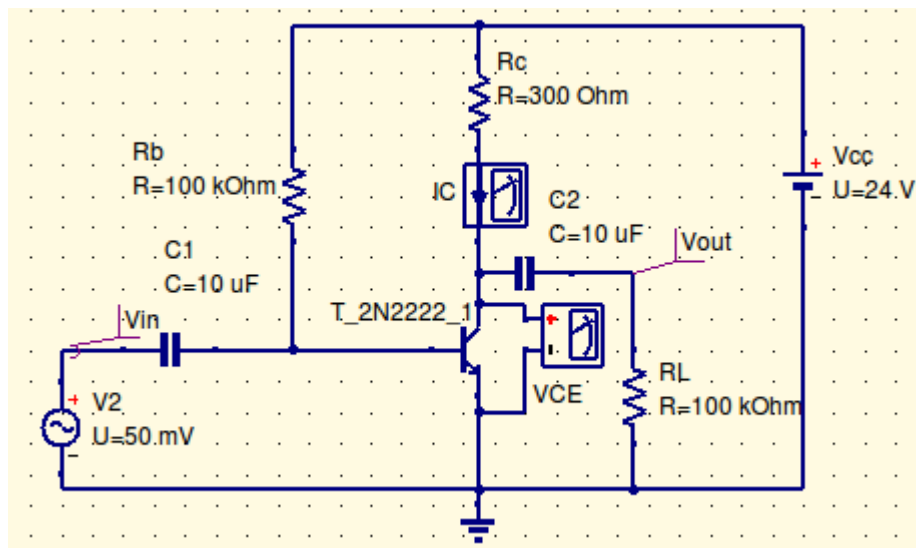 Rc
R=300 Ohm
Rb
R=100 kOhm
Vcc
U=24 V
IC
C2
C=10 uF
Vout
C1
C=10 uF
T_2N2222_1
Vin
VCE
RL
R=100 kOhm
V2
U=50 mV